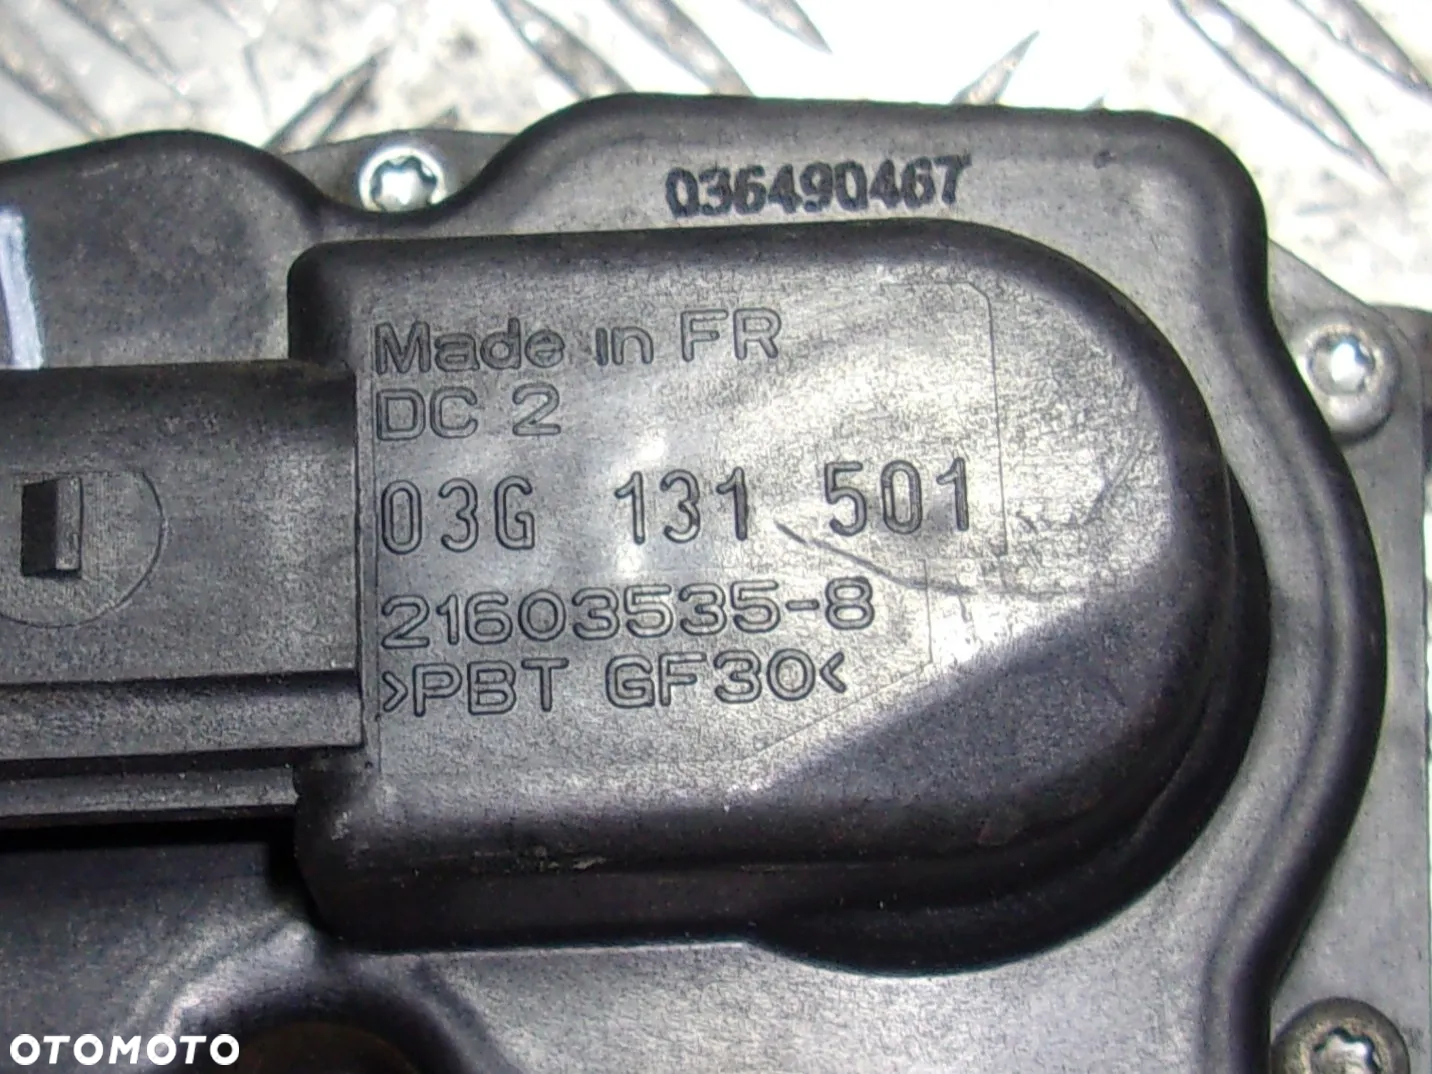 036490467
Made in FR
DC 2
03G 131 501
21603535-8
>PBT GF30<
OTOMOTO